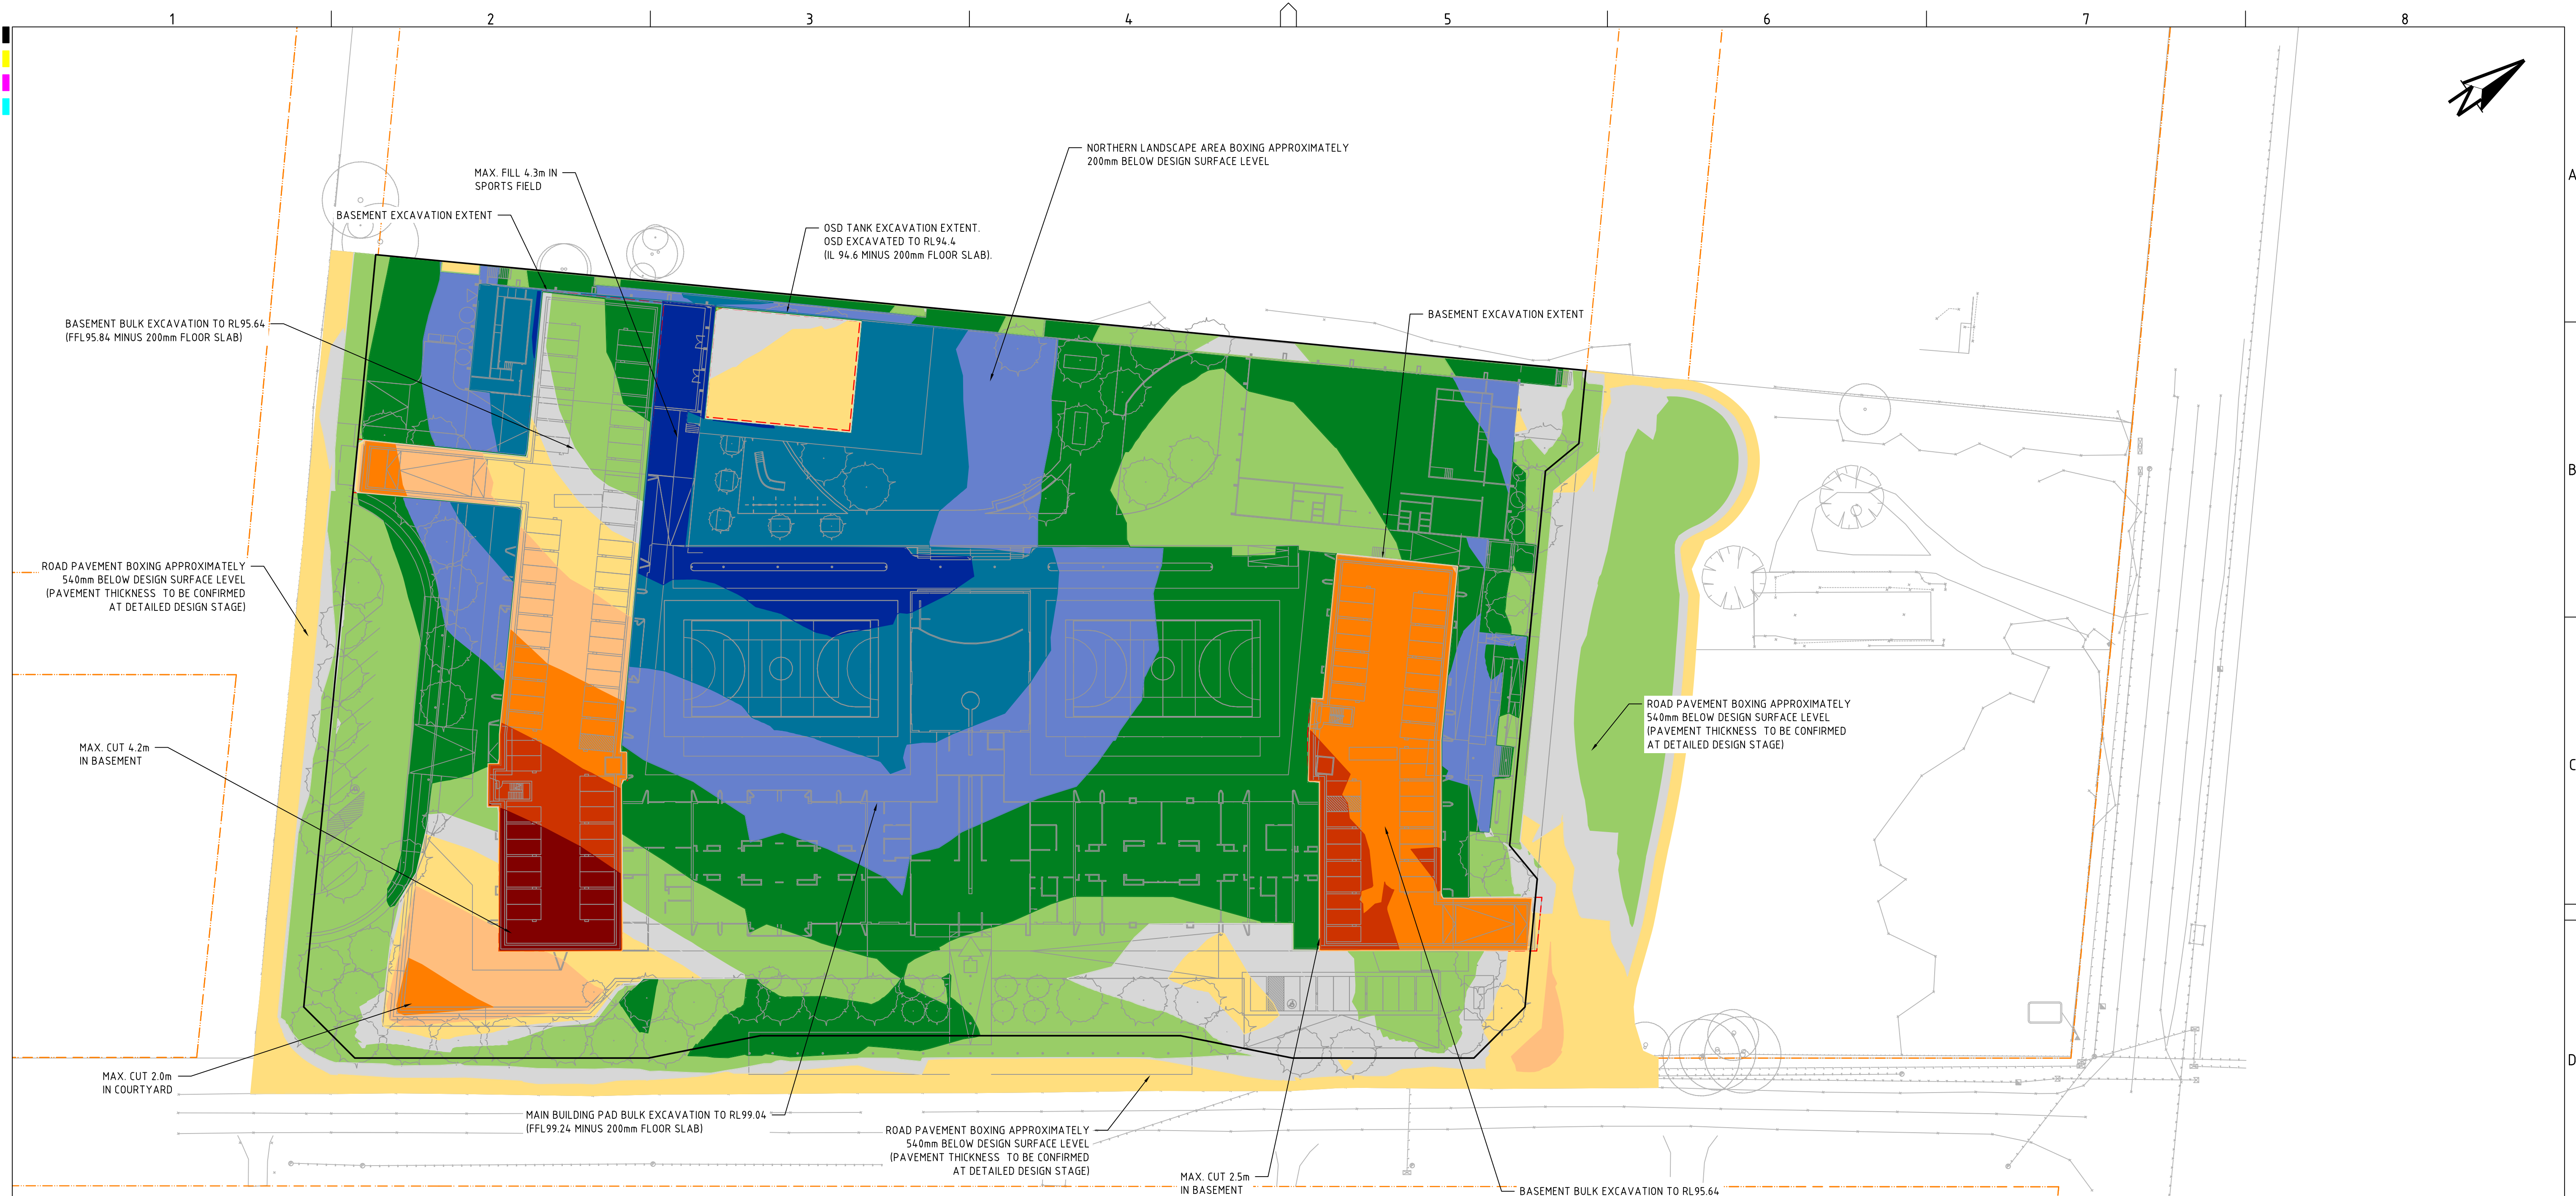 1 2 3 4 5 6 7 8
A
B
C
D
NORTHERN LANDSCAPE AREA BOXING APPROXIMATELY
200mm BELOW DESIGN SURFACE LEVEL
MAX. FILL 4.3m IN
SPORTS FIELD
BASEMENT EXCAVATION EXTENT
OSD TANK EXCAVATION EXTENT.
OSD EXCAVATED TO RL94.4
(IL 94.6 MINUS 200mm FLOOR SLAB).
BASEMENT EXCAVATION EXTENT
BASEMENT BULK EXCAVATION TO RL95.64
(FFL95.84 MINUS 200mm FLOOR SLAB)
ROAD PAVEMENT BOXING APPROXIMATELY
540mm BELOW DESIGN SURFACE LEVEL
(PAVEMENT THICKNESS TO BE CONFIRMED
AT DETAILED DESIGN STAGE)
ROAD PAVEMENT BOXING APPROXIMATELY
540mm BELOW DESIGN SURFACE LEVEL
(PAVEMENT THICKNESS TO BE CONFIRMED
AT DETAILED DESIGN STAGE)
MAX. CUT 4.2m
IN BASEMENT
MAX. CUT 2.0m
IN COURTYARD
MAIN BUILDING PAD BULK EXCAVATION TO RL99.04
(FFL99.24 MINUS 200mm FLOOR SLAB)
ROAD PAVEMENT BOXING APPROXIMATELY
540mm BELOW DESIGN SURFACE LEVEL
(PAVEMENT THICKNESS TO BE CONFIRMED
AT DETAILED DESIGN STAGE)
MAX. CUT 2.5m
IN BASEMENT
BASEMENT BULK EXCAVATION TO RL95.64